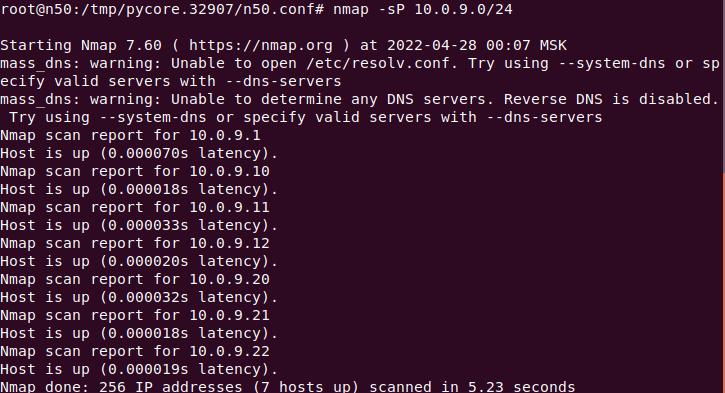 root@n50:/tmp/pycore.32907/n50.conf# nmap -sP 10.0.9.0/24
Starting Nmap 7.60 ( https://nmap.org ) at 2022-04-28 00:07 MSK
mass_dns: warning: Unable to open /etc/resolv.conf. Try using --system-dns or sp
ecify valid servers with --dns-servers
mass_dns: warning: Unable to determine any DNS servers. Reverse DNS is disabled.
 Try using --system-dns or specify valid servers with --dns-servers
Nmap scan report for 10.0.9.1
Host is up (0.000070s latency).
Nmap scan report for 10.0.9.10
Host is up (0.000018s latency).
Nmap scan report for 10.0.9.11
Host is up (0.000033s latency).
Nmap scan report for 10.0.9.12
Host is up (0.000020s latency).
Nmap scan report for 10.0.9.20
Host is up (0.000032s latency).
Nmap scan report for 10.0.9.21
Host is up (0.000018s latency).
Nmap scan report for 10.0.9.22
Host is up (0.000019s latency).
Nmap done: 256 IP addresses (7 hosts up) scanned in 5.23 seconds